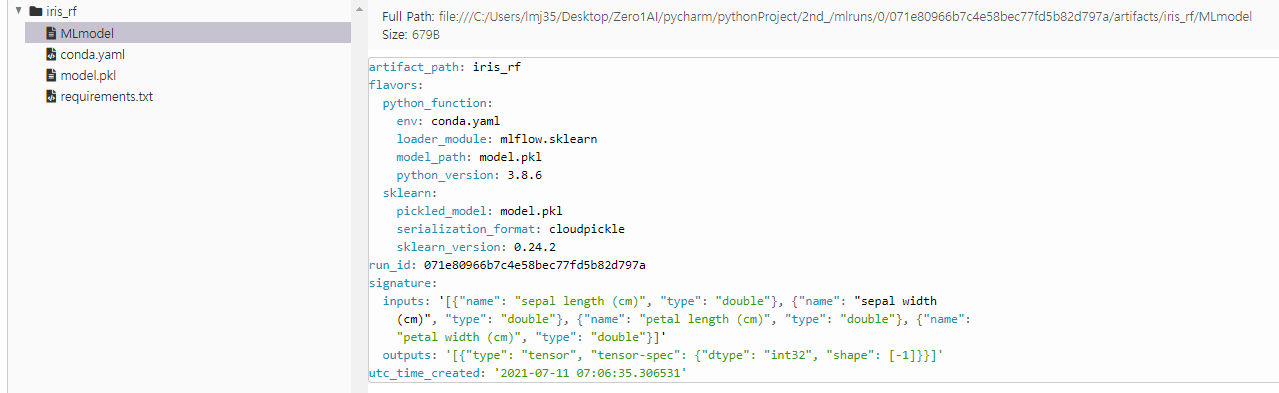 iris_rf
MLmodel
conda.yaml
model.pkl
requirements.txt
Full Path: file:///C:/Users/lmj35/Desktop/Zero1AI/pycharm/pythonProject/2nd_/mlruns/0/071e80966b7c4e58bec77fd5b82d797a/artifacts/iris_rf/MLmodel
Size: 679B
artifact_path: iris_rf
flavors:
  python_function:
    env: conda.yaml
    loader_module: mlflow.sklearn
    model_path: model.pkl
    python_version: 3.8.6
  sklearn:
    pickled_model: model.pkl
    serialization_format: cloudpickle
    sklearn_version: 0.24.2
run_id: 071e80966b7c4e58bec77fd5b82d797a
signature:
  inputs: '[{"name": "sepal length (cm)", "type": "double"}, {"name": "sepal width
    (cm)", "type": "double"}, {"name": "petal length (cm)", "type": "double"}, {"name":
    "petal width (cm)", "type": "double"}]'
  outputs: '[{"type": "tensor", "tensor-spec": {"dtype": "int32", "shape": [-1]}}]'
utc_time_created: '2021-07-11 07:06:35.306531'